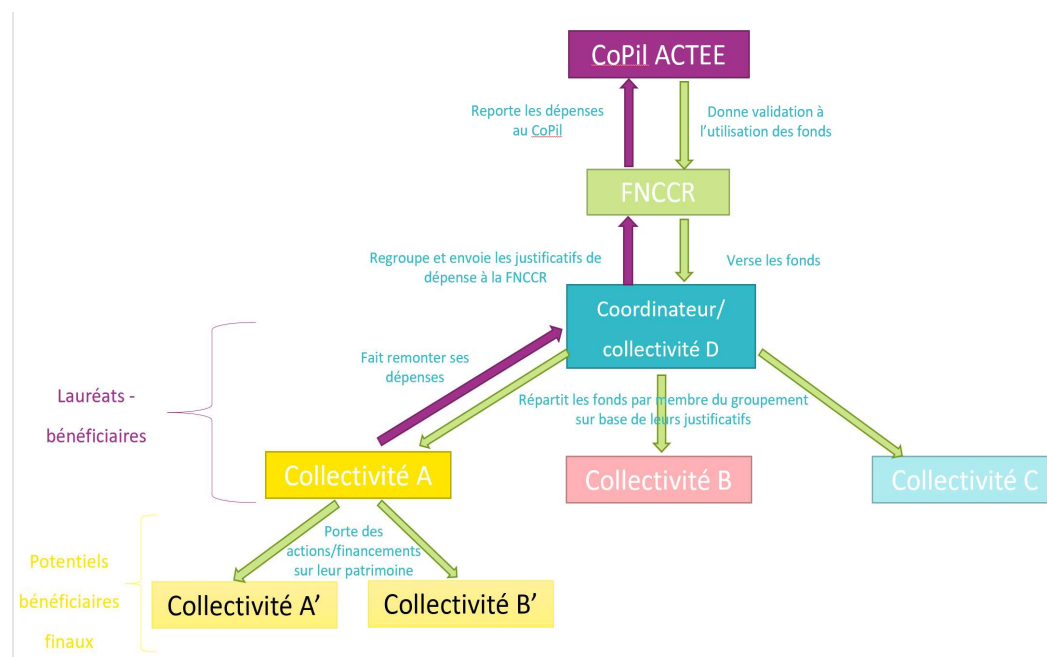 CoPil ACTEE
Reporte les dépenses
au CoPil
Donne validation à
l'utilisation des fonds
FNCCR
Regroupe et envoie les justificatifs de
dépense à la FNCCR
Verse les fonds
Coordinateur/
collectivité D
Fait remonter ses
dépenses
Lauréats -
bénéficiaires
Répartit les fonds par membre du groupement
sur base de leurs justificatifs
Collectivité A
Collectivité B
Collectivité C
Porte des
actions/financements
sur leur patrimoine
Potentiels
bénéficiaires
finaux
Collectivité A’
Collectivité B’